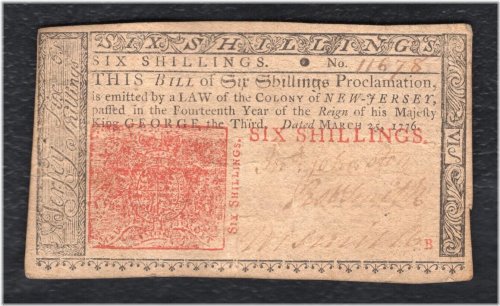 SIX SHILLINGS
SIX SHILLINGS. No. 11678
THIS BILL of Six Shillings Proclamation,
is emitted by a LAW of the COLONY of NEW-JERSEY,
passed in the Fourteenth Year of the Reign of his Majesty
King GEORGE the Third. Dated MARCH 25, 1776.
SIX SHILLINGS.
SIX SHILLINGS.
B
Shillings
VIS